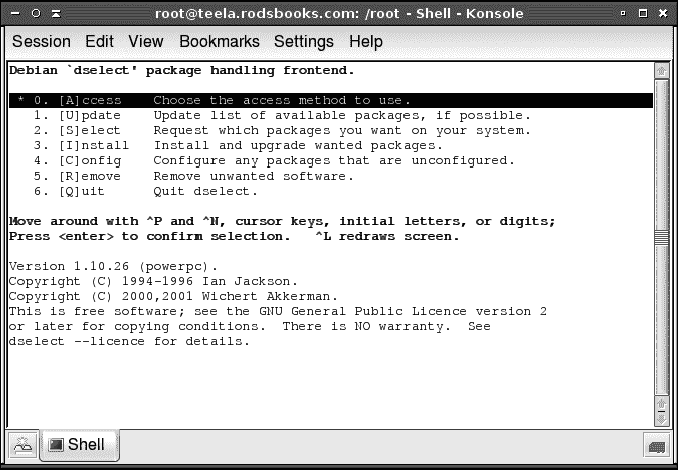 root@teela.rodsbooks.com: /root - Shell - Konsole
Session Edit View Bookmarks Settings Help
Debian `dselect' package handling frontend.
* 0. [A]ccess Choose the access method to use.
1. [U]pdate Update list of available packages, if possible.
2. [S]elect Request which packages you want on your system.
3. [I]nstall Install and upgrade wanted packages.
4. [C]onfig Configure any packages that are unconfigured.
5. [R]emove Remove unwanted software.
6. [Q]uit Quit dselect.
Move around with ^P and ^N, cursor keys, initial letters, or digits;
Press <enter> to confirm selection. ^L redraws screen.
Version 1.10.26 (powerpc).
Copyright (C) 1994-1996 Ian Jackson.
Copyright (C) 2000,2001 Wichert Akkerman.
This is free software; see the GNU General Public Licence version 2
or later for copying conditions. There is NO warranty. See
dselect --licence for details.
Shell